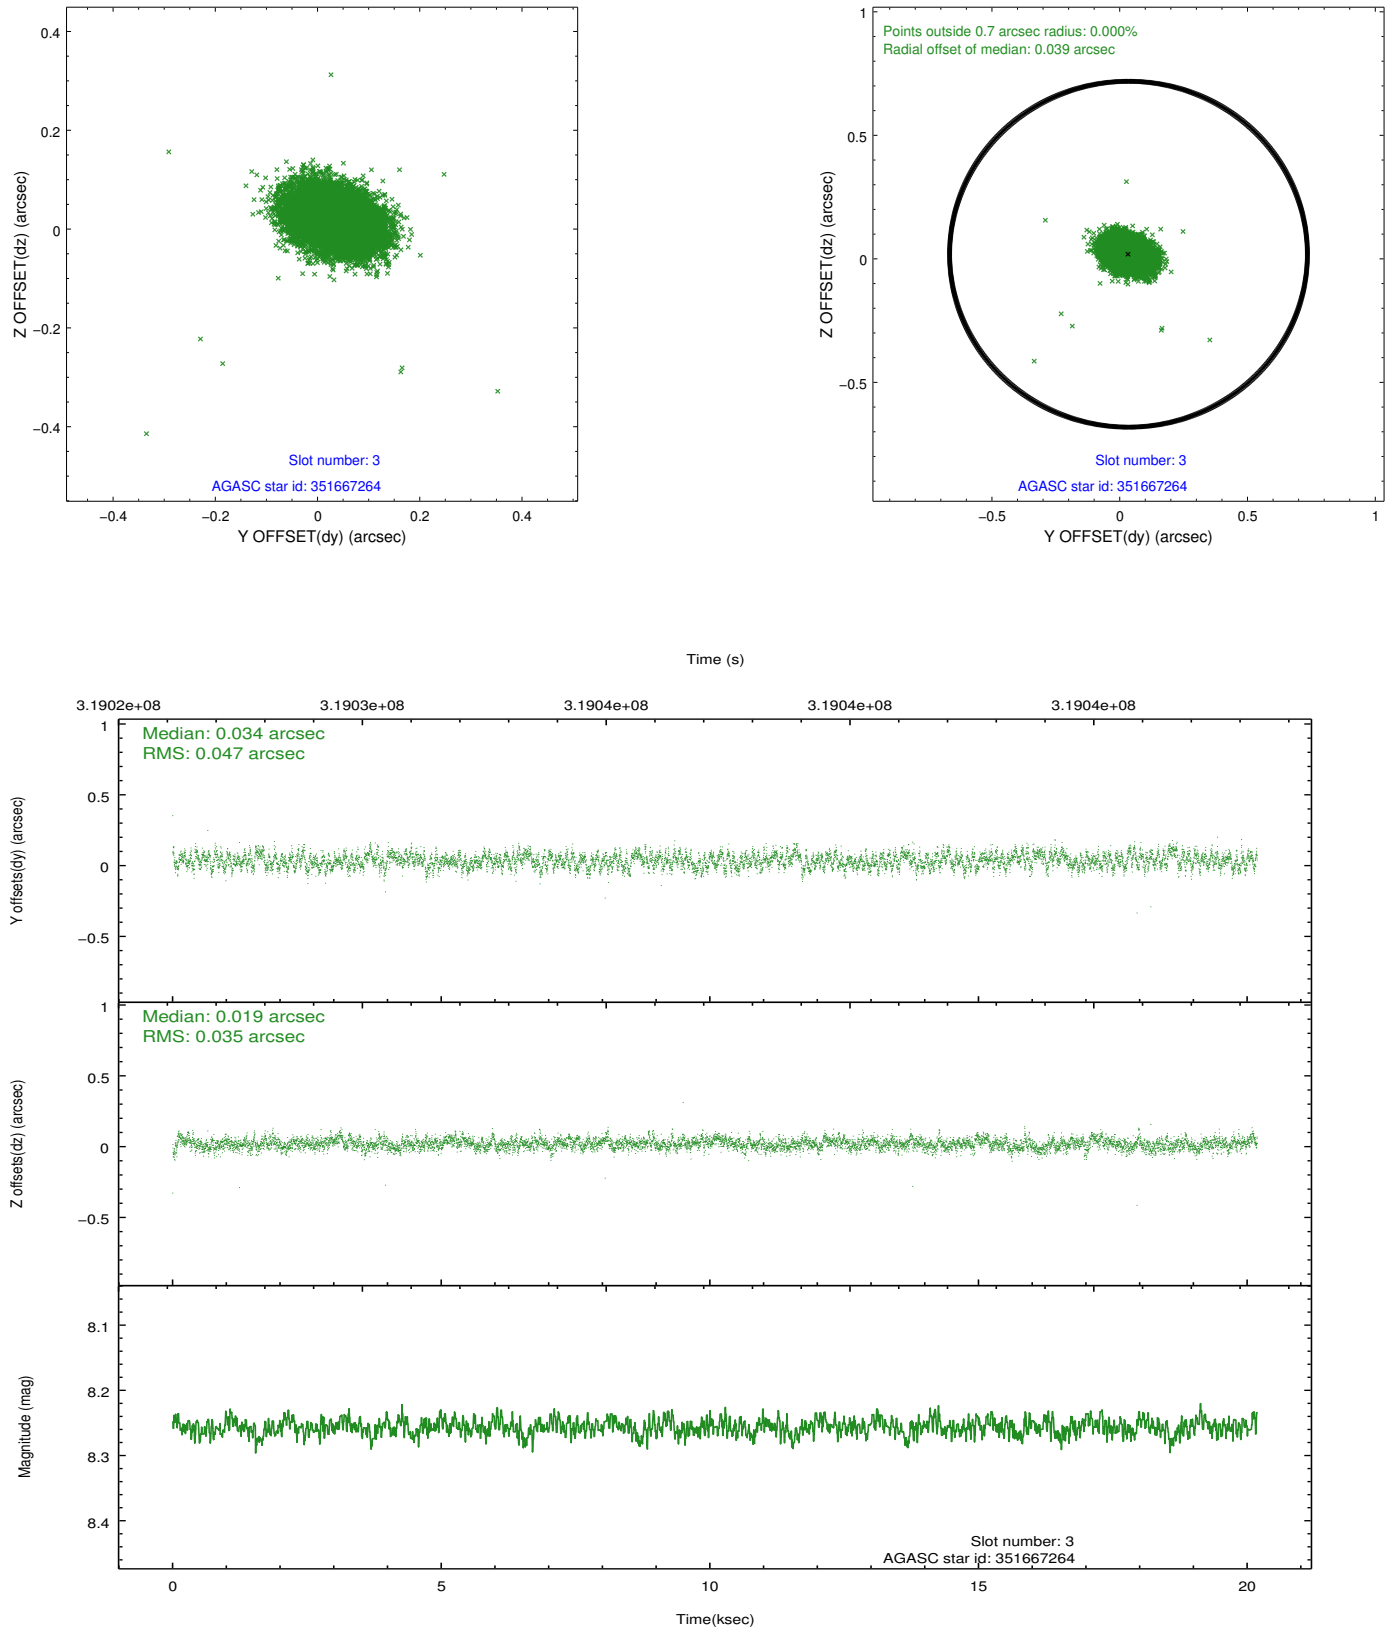 0.4
0.2
0
−0.2
−0.4
Z OFFSET(dz) (arcsec)
Slot number: 3
AGASC star id: 351667264
−0.4 −0.2 0 0.2 0.4
Y OFFSET(dy) (arcsec)
1
0.5
0
−0.5
Z OFFSET(dz) (arcsec)
Points outside 0.7 arcsec radius: 0.000%
Radial offset of median: 0.039 arcsec
Slot number: 3
AGASC star id: 351667264
−0.5 0 0.5 1
Y OFFSET(dy) (arcsec)
Time (s)
3.1902e+08 3.1903e+08 3.1904e+08 3.1904e+08 3.1904e+08
Median: 0.034 arcsec
RMS: 0.047 arcsec
1
0.5
0
−0.5
Y offsets(dy) (arcsec)
Median: 0.019 arcsec
RMS: 0.035 arcsec
1
0.5
0
−0.5
Z offsets(dz) (arcsec)
8.1
8.2
8.3
8.4
Magnitude (mag)
Slot number: 3
AGASC star id: 351667264
0 5 10 15 20
Time(ksec)